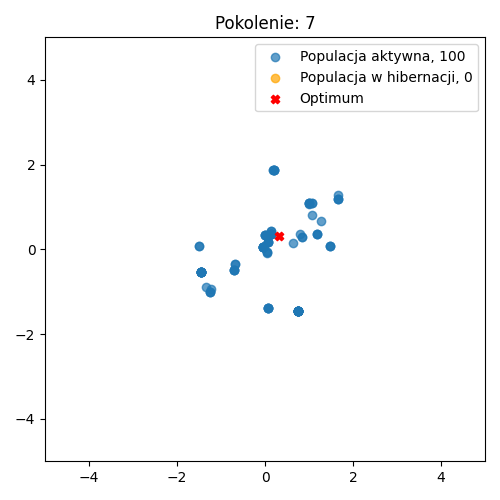 Pokolenie: 7
Populacja aktywna, 100
Populacja w hibernacji, 0
Optimum
4
2
0
−2
−4
−4 −2 0 2 4